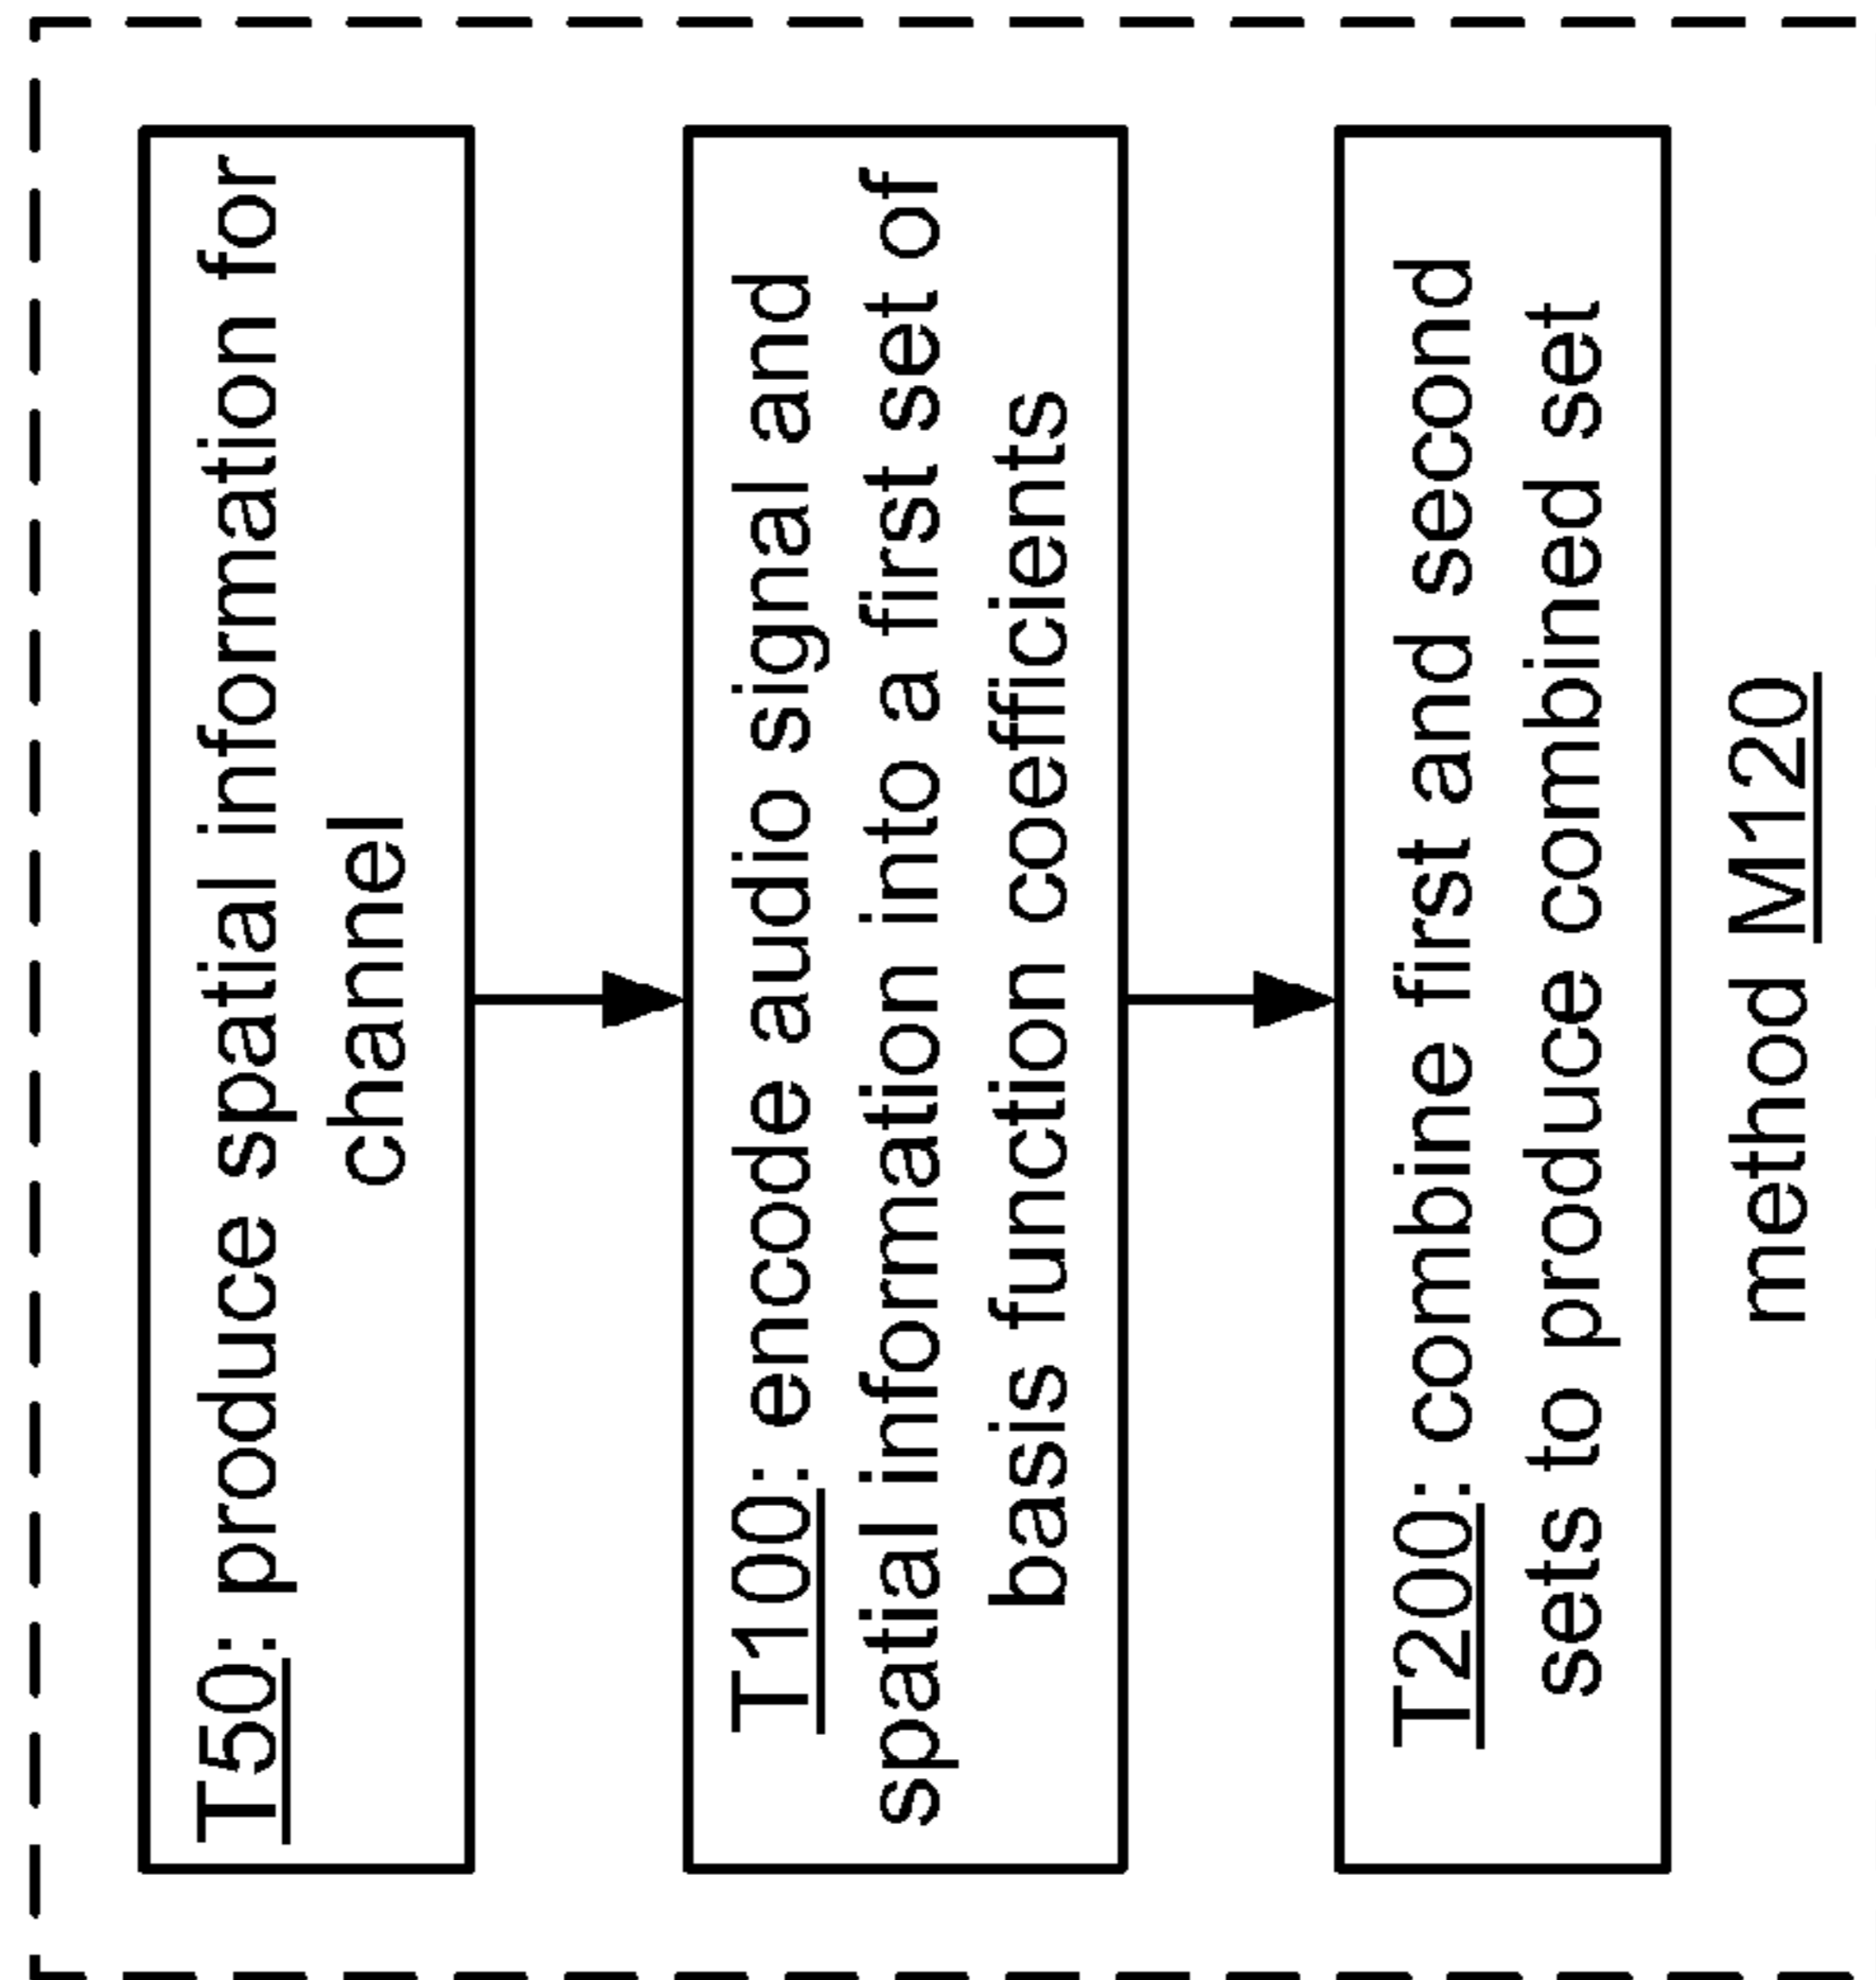 T50: produce spatial information for
channel
T100: encode audio signal and
spatial information into a first set of
basis function coefficients
T200: combine first and second
sets to produce combined set
method M120